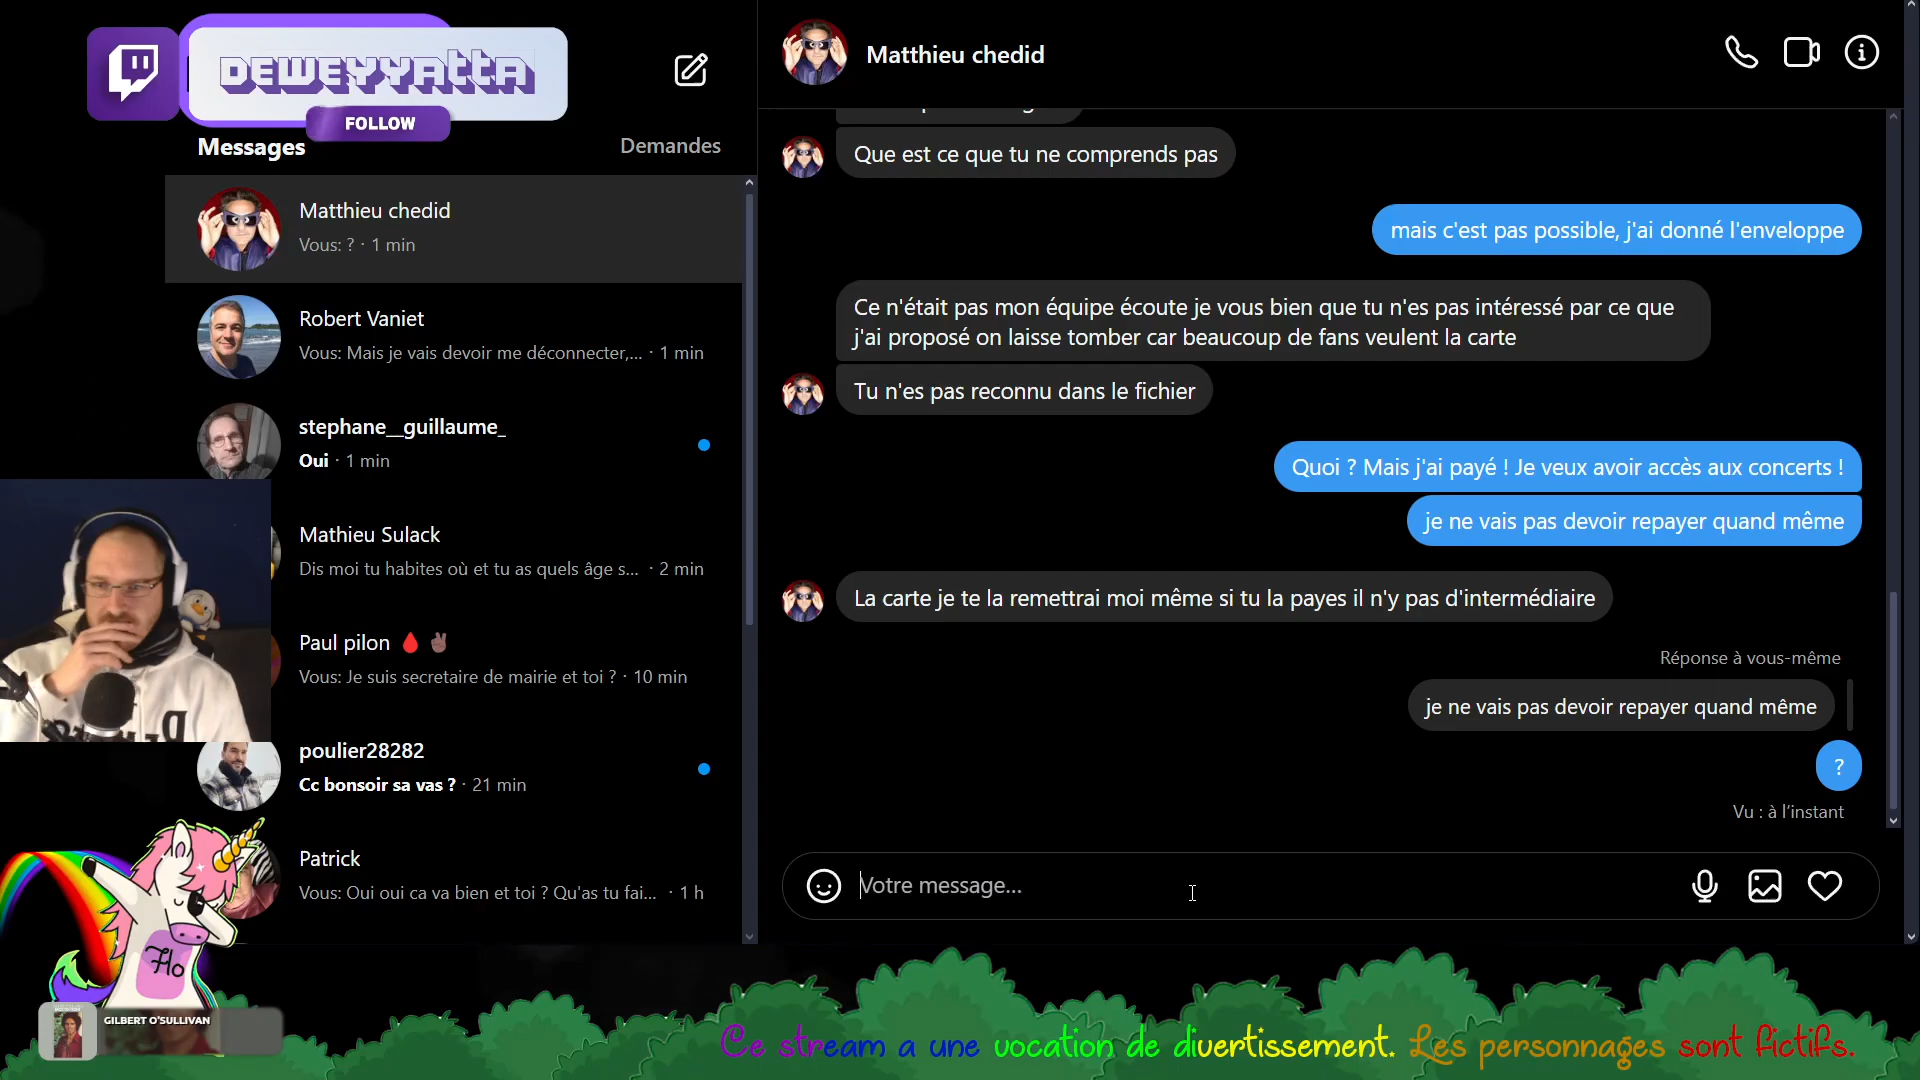 DEWEYYATTA
FOLLOW
Messages
Demandes
Matthieu chedid
Vous: ? · 1 min
Robert Vaniet
Vous: Mais je vais devoir me déconnecter,... · 1 min
stephane__guillaume_
Oui · 1 min
Mathieu Sulack
Dis moi tu habites où et tu as quels âge s... · 2 min
Paul pilon 🩸 ✌🏿
Vous: Je suis secretaire de mairie et toi ? · 10 min
poulier28282
Cc bonsoir sa vas ? · 21 min
Patrick
Vous: Oui oui ca va bien et toi ? Qu'as tu fai... · 1 h
Flo
GILBERT O'SULLIVAN
Matthieu chedid
Que est ce que tu ne comprends pas
mais c'est pas possible, j'ai donné l'enveloppe
Ce n'était pas mon équipe écoute je vous bien que tu n'es pas intéressé par ce que
j'ai proposé on laisse tomber car beaucoup de fans veulent la carte
Tu n'es pas reconnu dans le fichier
Quoi ? Mais j'ai payé ! Je veux avoir accès aux concerts !
je ne vais pas devoir repayer quand même
La carte je te la remettrai moi même si tu la payes il n'y pas d'intermédiaire
Réponse à vous-même
je ne vais pas devoir repayer quand même
?
Vu : à l'instant
Votre message...
Ce stream a une vocation de divertissement. Les personnages sont fictifs.